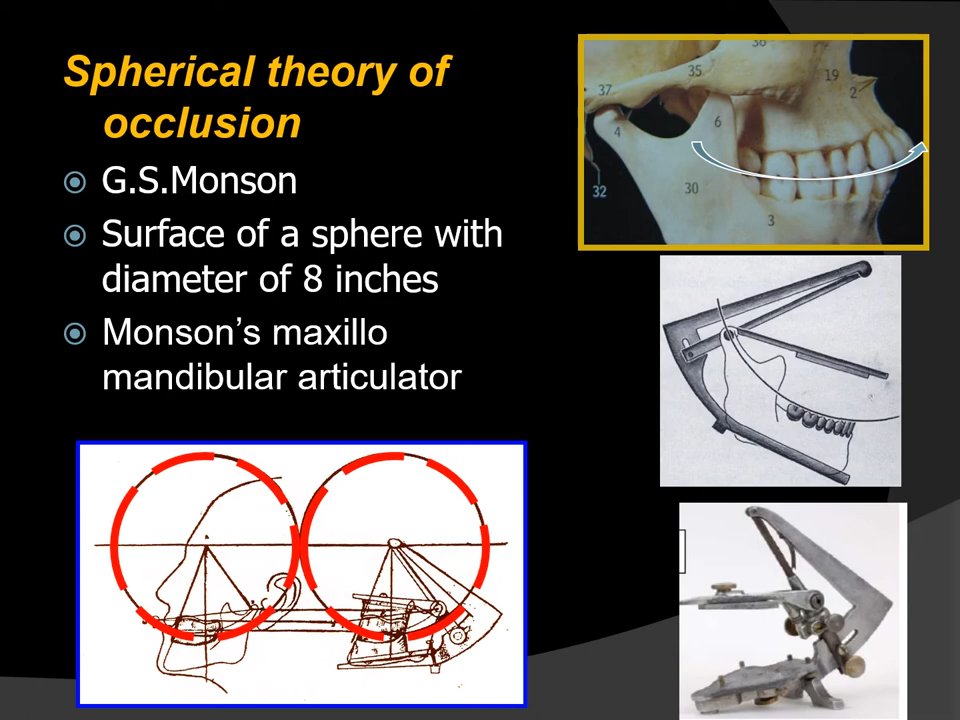 Spherical theory of
occlusion
G.S.Monson
Surface of a sphere with
diameter of 8 inches
Monson’s maxillo
mandibular articulator
36
35
19
37
2
4
6
32
30
3